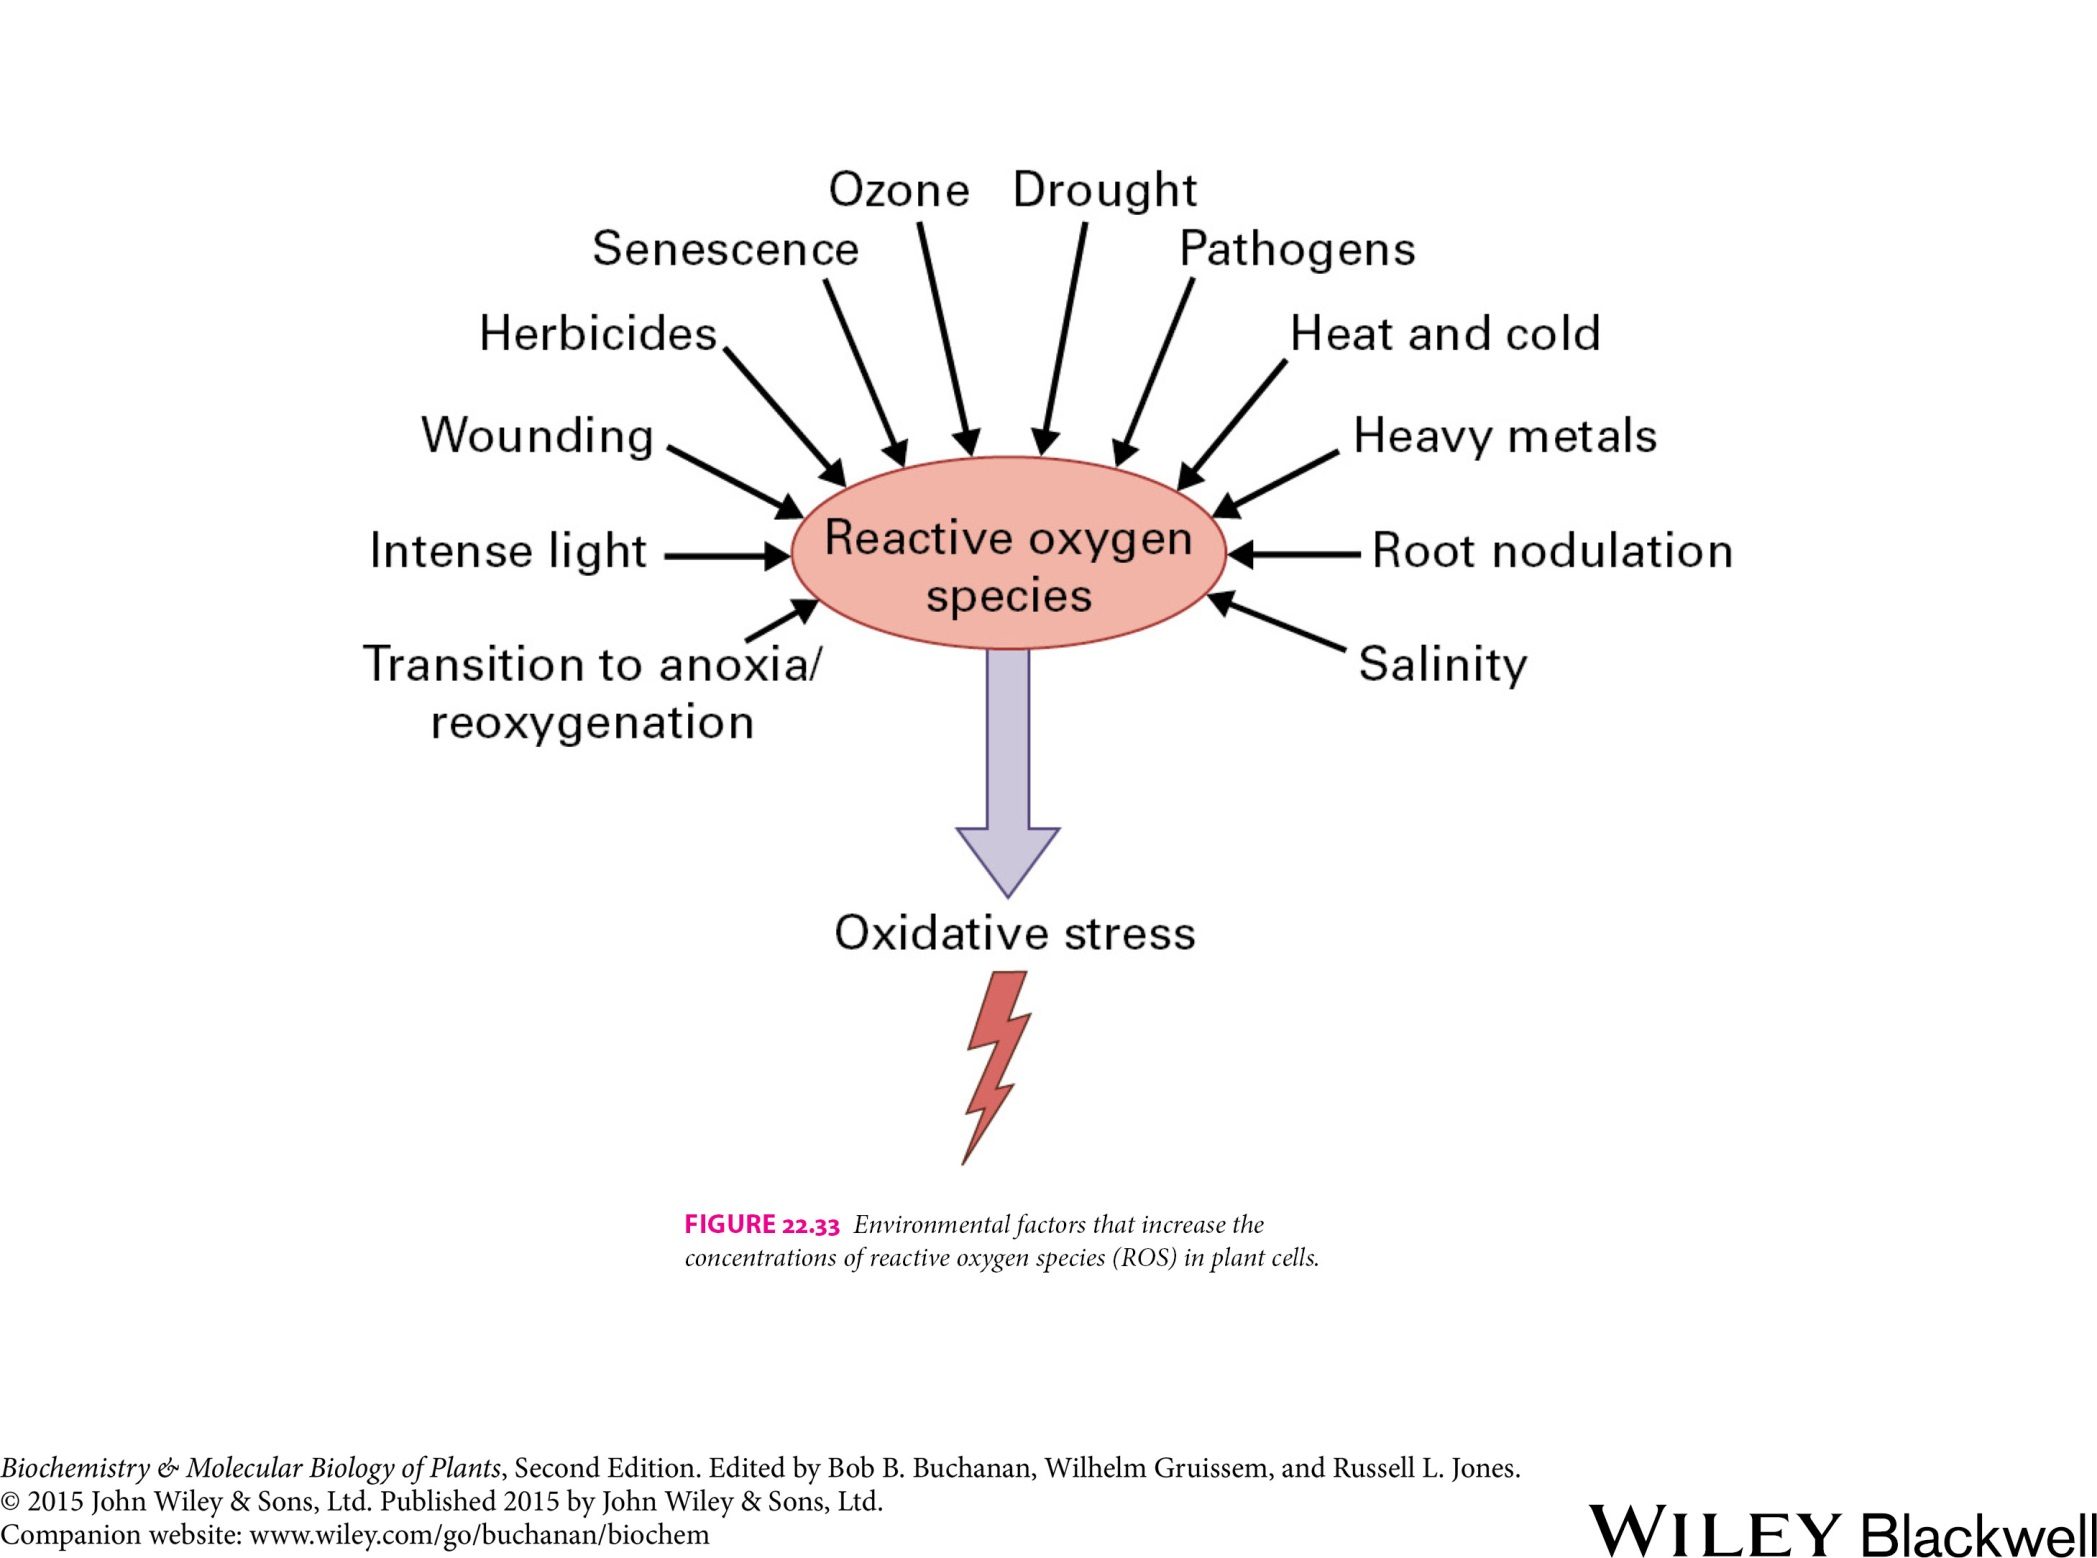 Ozone
Drought
Senescence
Pathogens
Herbicides
Heat and cold
Wounding
Heavy metals
Reactive oxygen
species
Intense light
Root nodulation
Transition to anoxia/
reoxygenation
Salinity
Oxidative stress
FIGURE 22.33 Environmental factors that increase the
concentrations of reactive oxygen species (ROS) in plant cells.
Biochemistry & Molecular Biology of Plants, Second Edition. Edited by Bob B. Buchanan, Wilhelm Gruissem, and Russell L. Jones.
© 2015 John Wiley & Sons, Ltd. Published 2015 by John Wiley & Sons, Ltd.
Companion website: www.wiley.com/go/buchanan/biochem
WILEY Blackwell